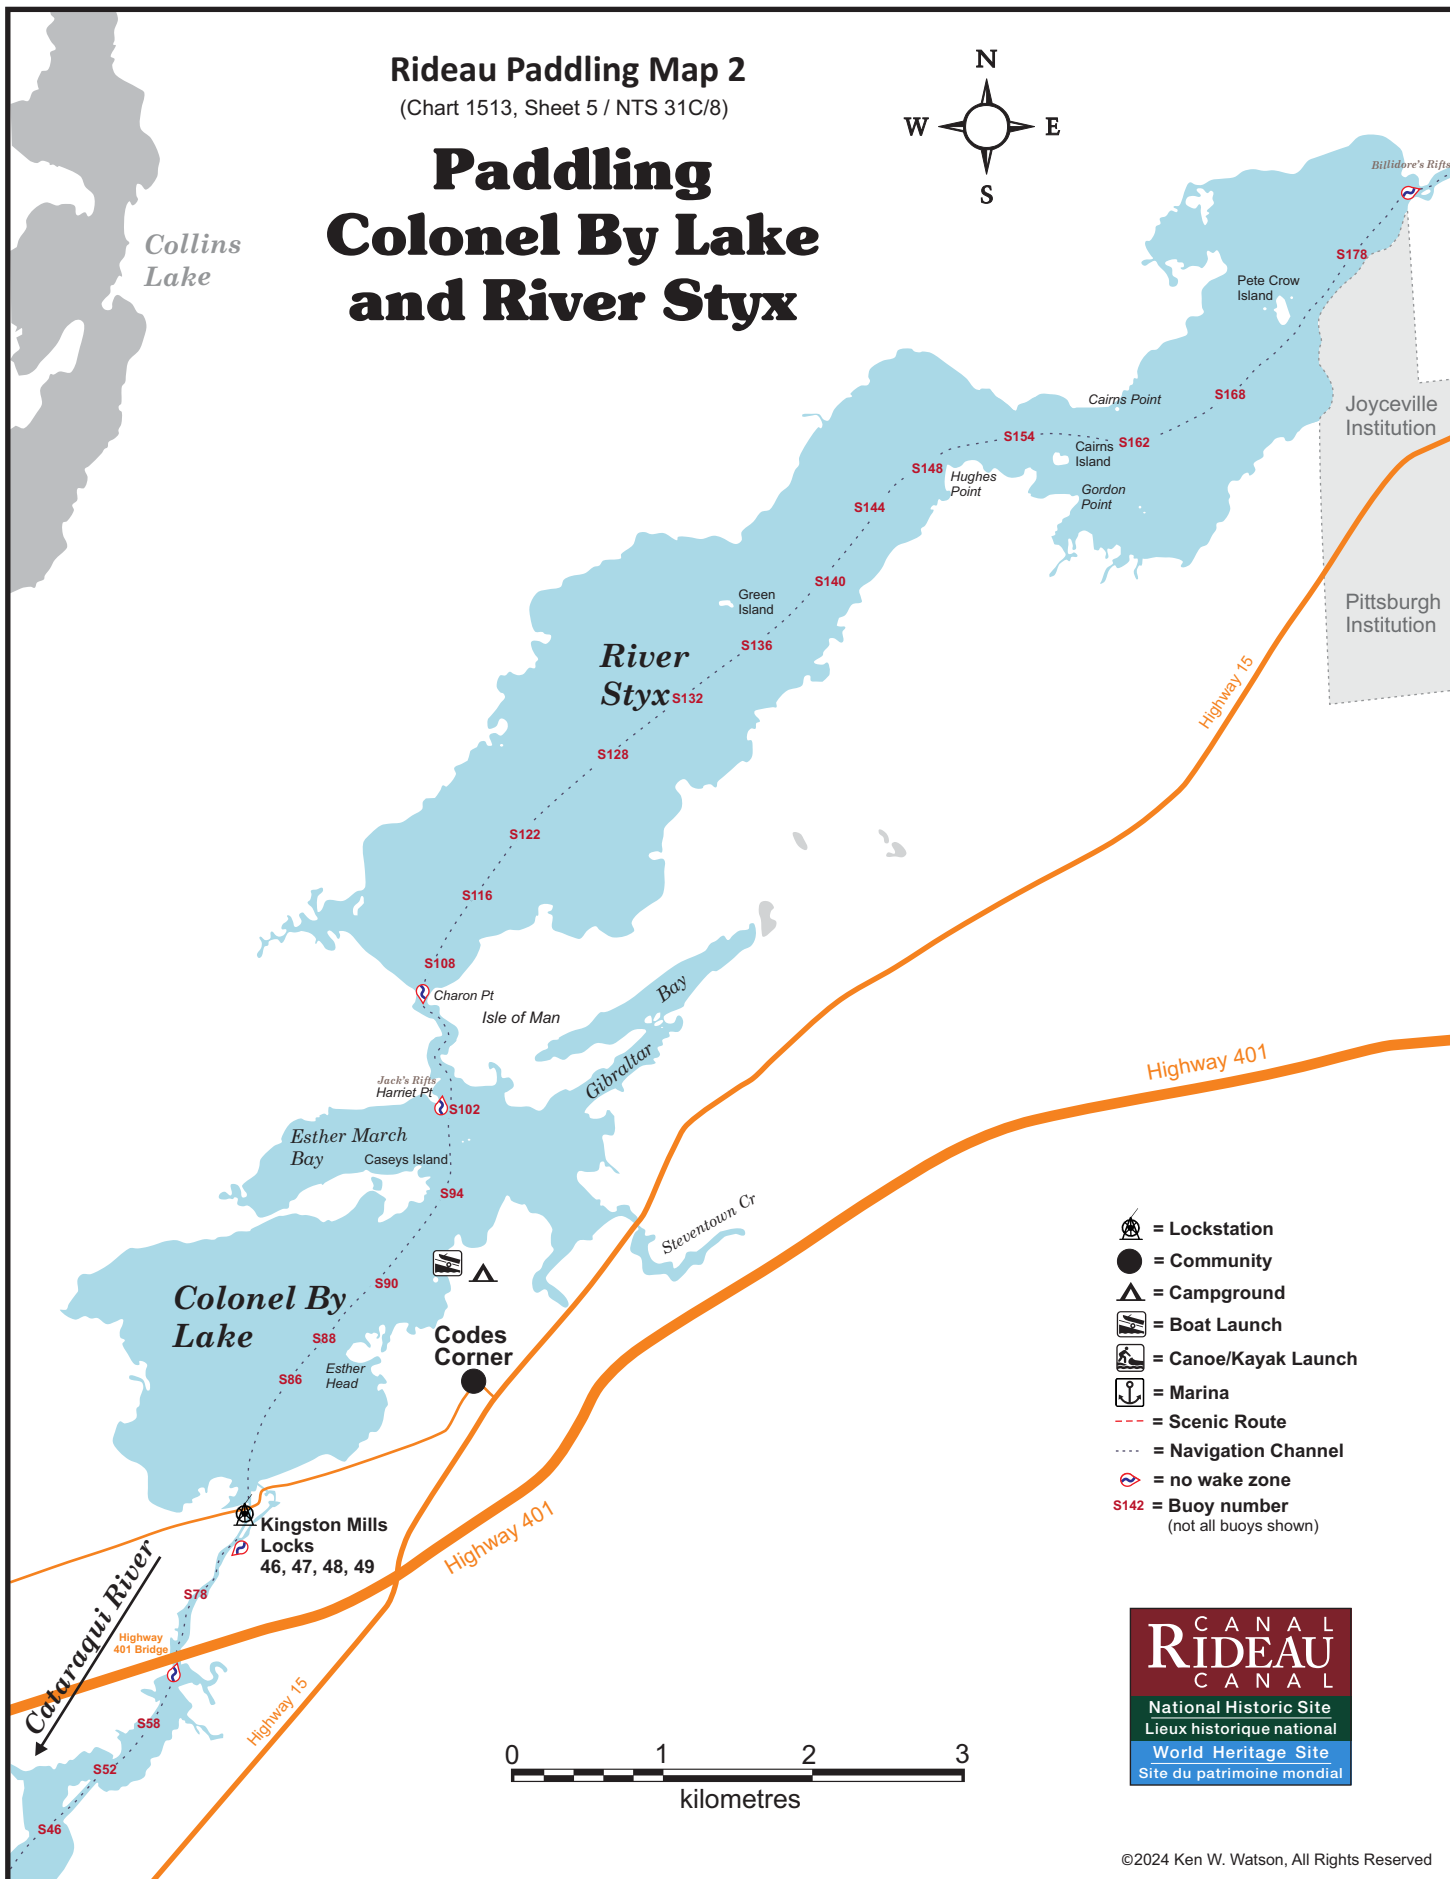 Rideau Paddling Map 2
(Chart 1513, Sheet 5 / NTS 31C/8)
Paddling
Colonel By Lake
and River Styx
N
W
E
S
Billidore's Rifts
Collins
Lake
S178
Pete Crow
Island
S168
Cairns Point
Joyceville
Institution
S154
S162
Cairns
Island
S148
Hughes
Point
Gordon
Point
S144
S140
Green
Island
Pittsburgh
Institution
S136
River
Styx
S132
Highway 15
S128
S122
S116
S108
Charon Pt
Isle of Man
Bay
Gibraltar
Highway 401
Jack's Rifts
Harriet Pt
S102
Esther March
Bay
Caseys Island
S94
Steventown Cr
S90
Colonel By
Lake
S88
Esther
Head
S86
Codes
Corner
= Lockstation
= Community
= Campground
= Boat Launch
= Canoe/Kayak Launch
= Marina
= Scenic Route
= Navigation Channel
= no wake zone
S142 = Buoy number
(not all buoys shown)
Kingston Mills
Locks
46, 47, 48, 49
Highway 401
Cataraqui River
S78
Highway
401 Bridge
S58
Highway 15
S52
S46
0 1 2 3
kilometres
CANAL
RIDEAU
CANAL
National Historic Site
Lieux historique national
World Heritage Site
Site du patrimoine mondial
©2024 Ken W. Watson, All Rights Reserved